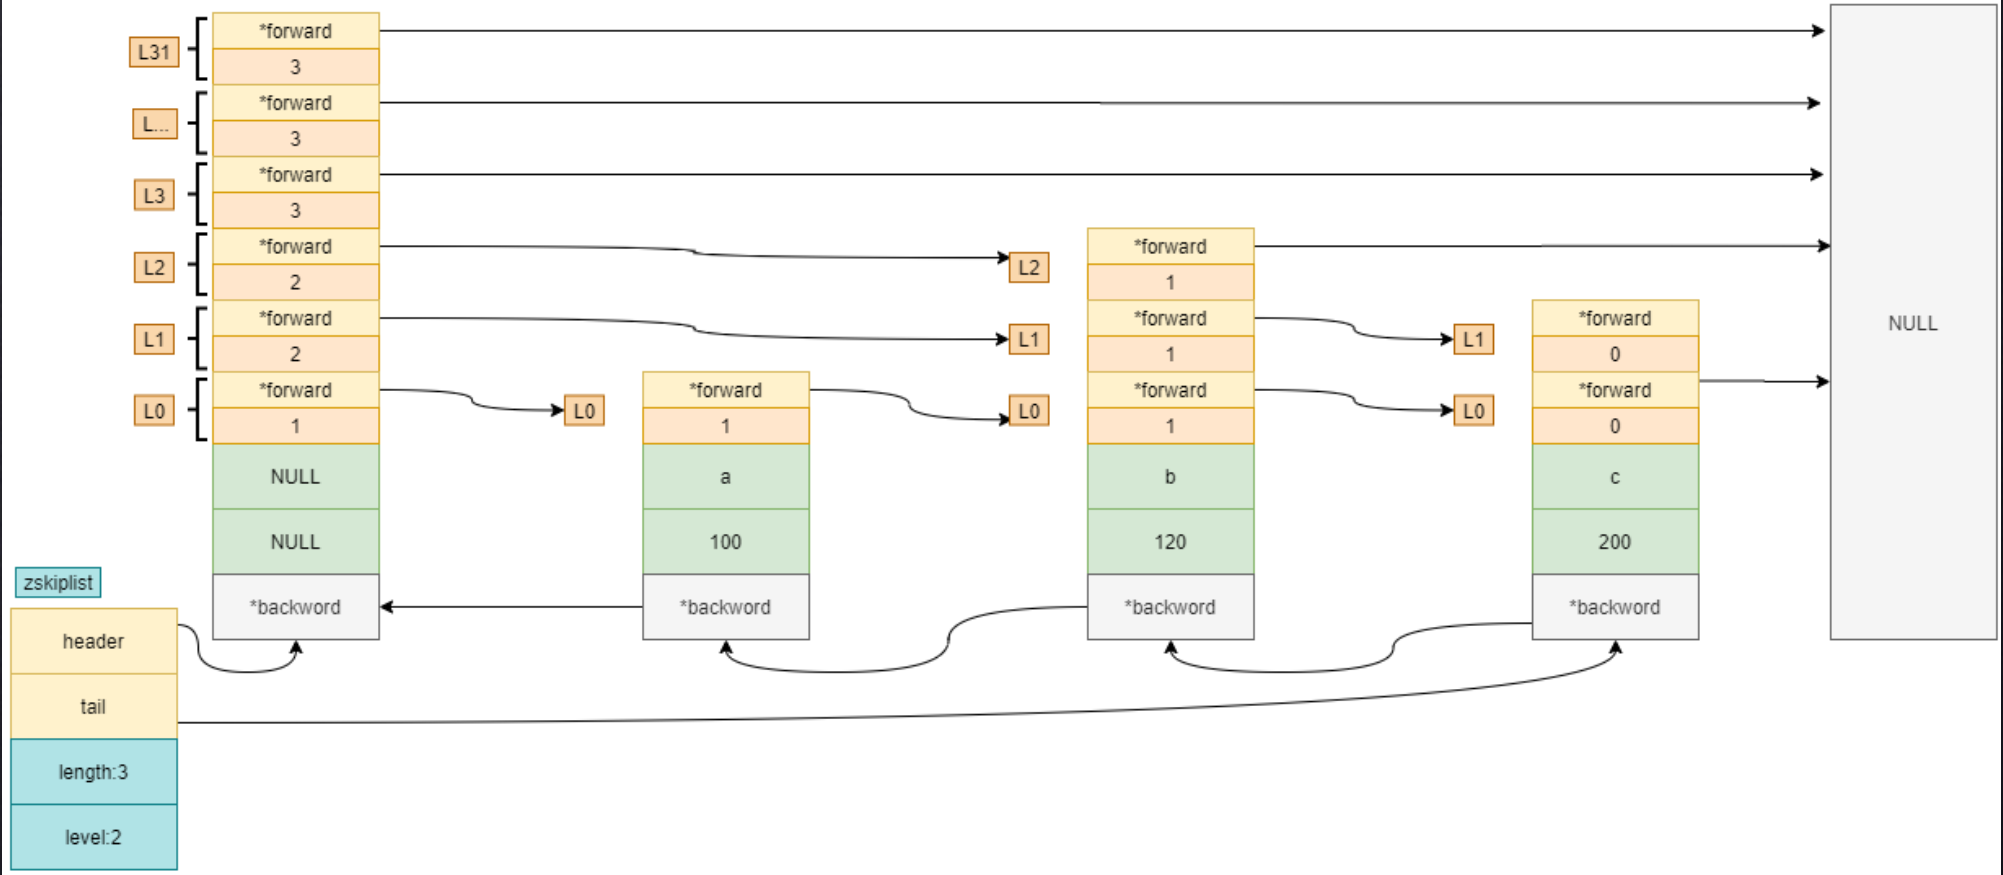 L31
*forward
3
L...
*forward
3
L3
*forward
3
L2
*forward
2
L2
*forward
1
L1
*forward
2
L1
*forward
1
L1
*forward
0
L0
*forward
1
L0
*forward
1
L0
*forward
1
L0
*forward
0
NULL
a
b
c
NULL
100
120
200
*backword
*backword
*backword
*backword
NULL
zskiplist
header
tail
length:3
level:2